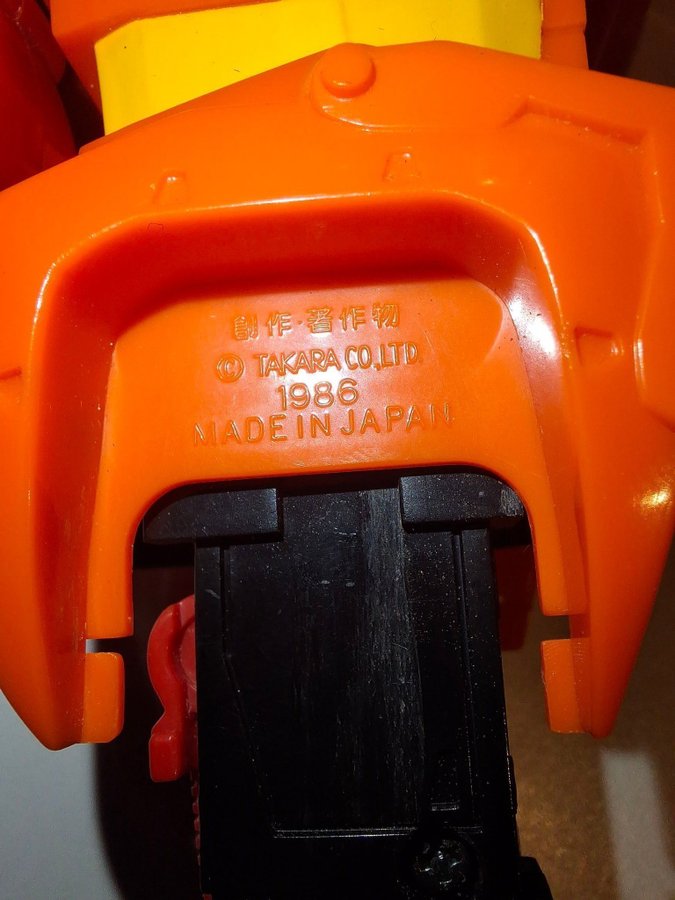 創作·著作物
© TAKARA CO.,LTD.
1986
MADE IN JAPAN